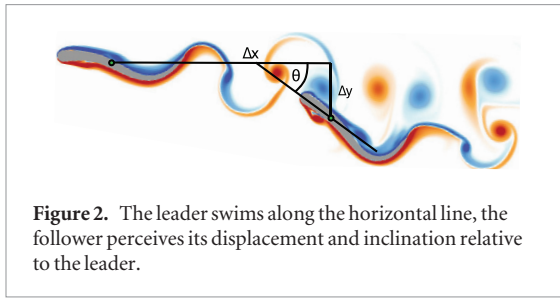 Δx
θ
Δy
Figure 2. The leader swims along the horizontal line, the
follower perceives its displacement and inclination relative
to the leader.